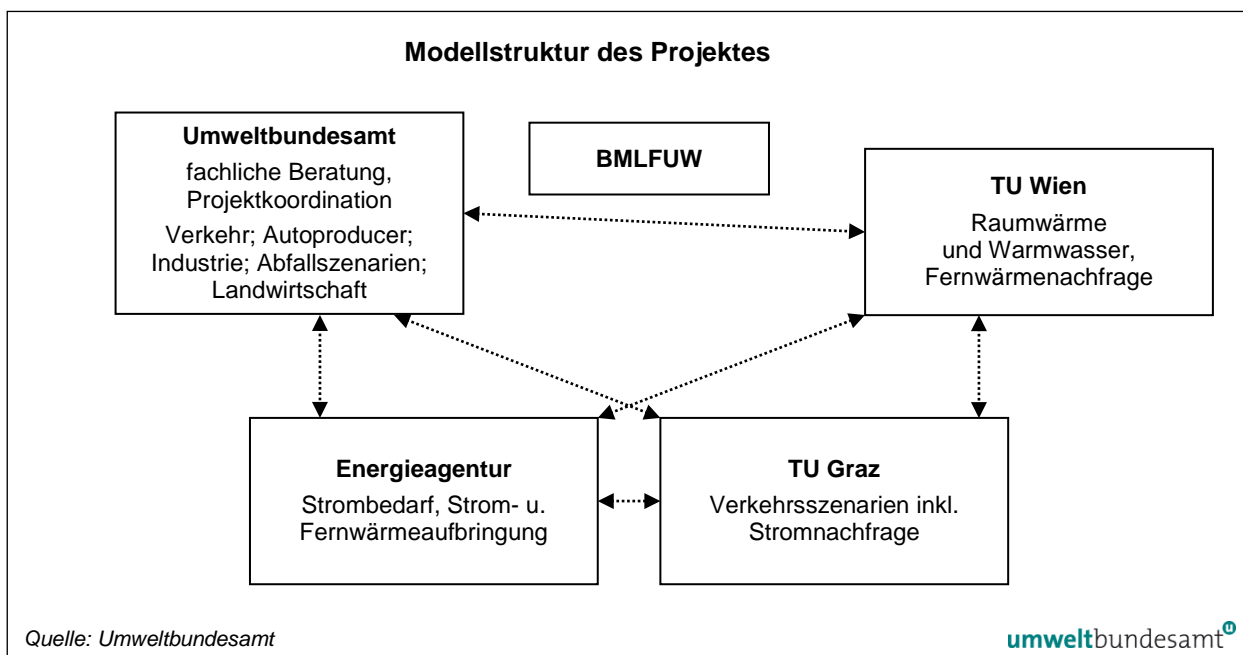 Modellstruktur des Projektes
Umweltbundesamt
fachliche Beratung,
Projektkoordination
Verkehr; Autoproducer;
Industrie; Abfallszenarien;
Landwirtschaft
BMLFUW
TU Wien
Raumwärme
und Warmwasser,
Fernwärmenachfrage
Energieagentur
Strombedarf, Strom- u.
Fernwärmeaufbringung
TU Graz
Verkehrsszenarien inkl.
Stromnachfrage
Quelle: Umweltbundesamt
umweltbundesamt u